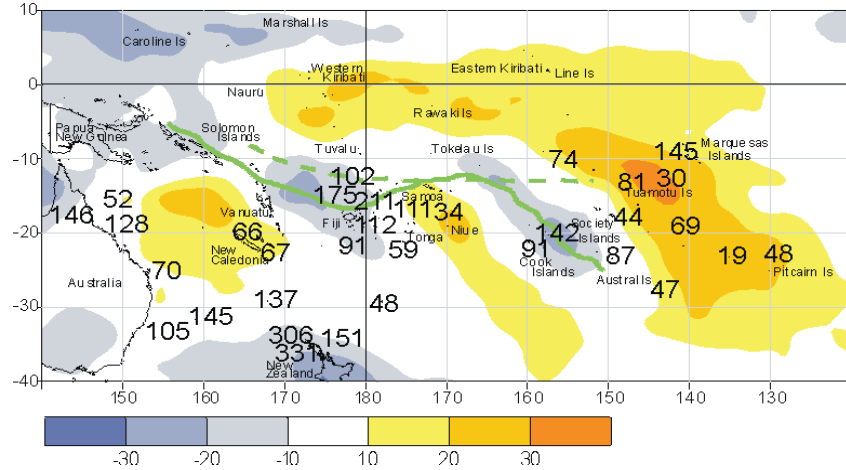 10
Marshall Is
Caroline Is
0
Western
Kiribati
Eastern Kiribati
Line Is
Nauru
Rawaki Is
Papua
New Guinea
Solomon
Islands
Tuvalu
Tokelau Is
Marquesas
Islands
-10
145
74
102
81
30
175
211
Samoa
Tuamotu Is
52
146
128
Vanuatu
111
34
44
Society
Islands
69
Fiji
112
Niue
142
-20
66
67
New
Caledonia
91
59
Tonga
91
Cook
Islands
87
19
48
70
Australia
Austral Is
Pitcairn Is
47
137
48
-30
145
105
306
331
151
New
Zealand
-40
150
160
170
180
170
160
150
140
130
-30
-20
-10
10
20
30